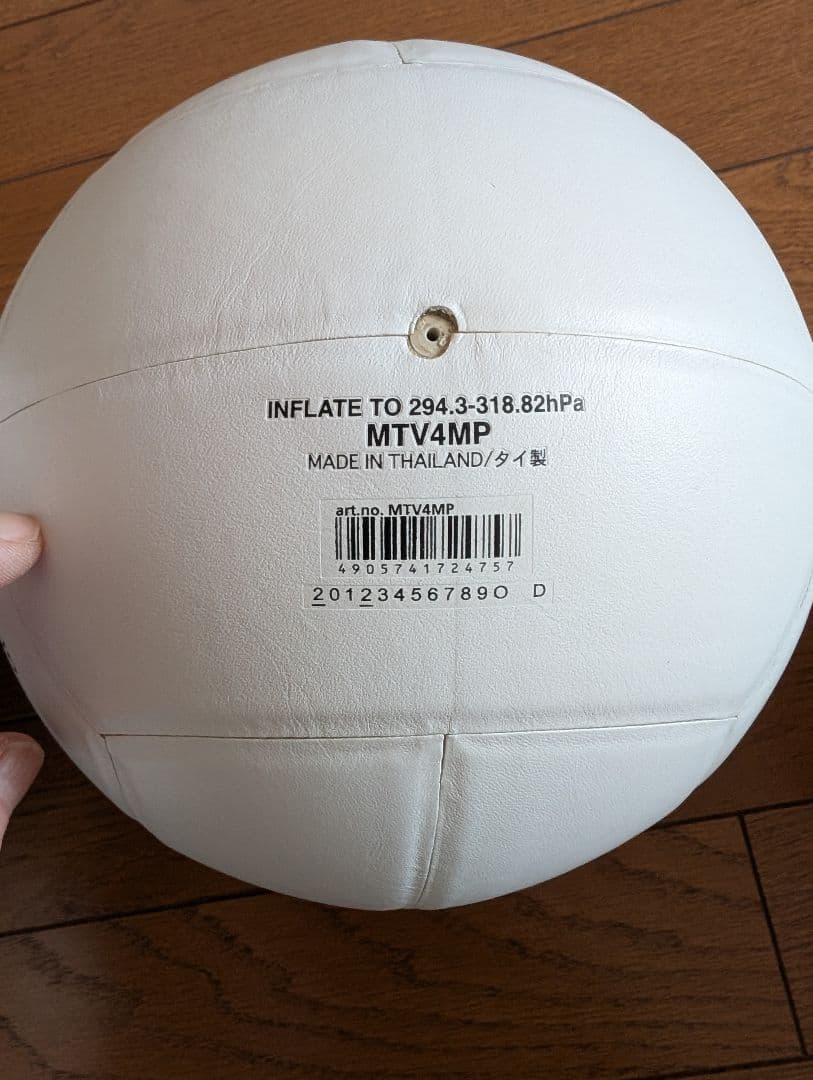 INFLATE TO 294.3-318.82hPa
MTV4MP
MADE IN THAILAND/タイ製
art.no. MTV4MP
4905741724757
201234567890 D